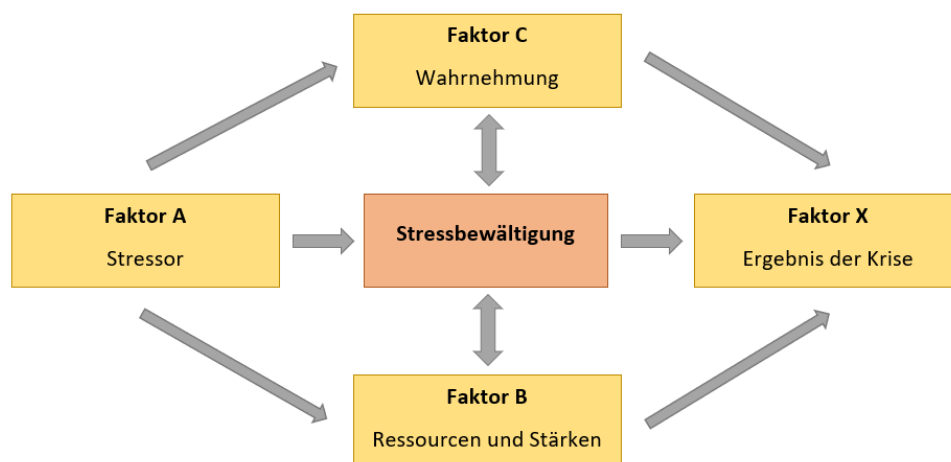 Faktor C
Wahrnehmung
Faktor A
Stressor
Stressbewältigung
Faktor X
Ergebnis der Krise
Faktor B
Ressourcen und Stärken